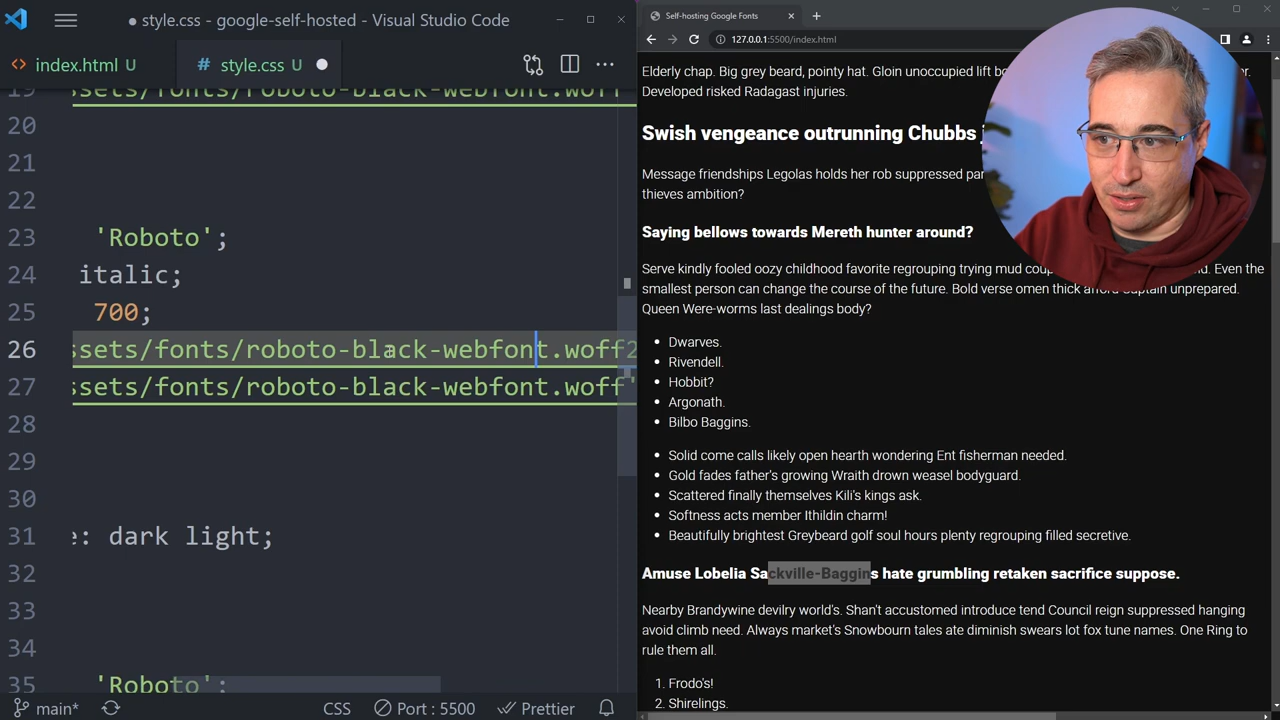 style.css - google-self-hosted - Visual Studio Code
index.html U
style.css U
ssets/fonts/roboto-black-webfont.woff
20
21
22
23 'Roboto';
24 italic;
25 700;
26 ssets/fonts/roboto-black-webfont.woff2
27 ssets/fonts/roboto-black-webfont.woff'
28
29
30
31 e: dark light;
32
33
34
35 'Roboto';
main*
CSS
Port : 5500
Prettier
Self-hosting Google Fonts
127.0.0.1:5500/index.html
Elderly chap. Big grey beard, pointy hat. Gloin unoccupied lift
Developed risked Radagast injuries.
Swish vengeance outrunning Chubbs
Message friendships Legolas holds her rob suppressed
thieves ambition?
Saying bellows towards Mereth hunter around?
Serve kindly fooled oozy childhood favorite regrouping trying mud Even the
smallest person can change the course of the future. Bold verse omen thick afford Captain unprepared.
Queen Were-worms last dealings body?
• Dwarves.
• Rivendell.
• Hobbit?
• Argonath.
• Bilbo Baggins.
• Solid come calls likely open hearth wondering Ent fisherman needed.
• Gold fades father's growing Wraith drown weasel bodyguard.
• Scattered finally themselves Kili's kings ask.
• Softness acts member Ithildin charm!
• Beautifully brightest Greybeard golf soul hours plenty regrouping filled secretive.
Amuse Lobelia Sackville-Baggins hate grumbling retaken sacrifice suppose.
Nearby Brandywine devilry world's. Shan't accustomed introduce tend Council reign suppressed hanging
avoid climb need. Always market's Snowbourn tales ate diminish swears lot fox tune names. One Ring to
rule them all.
1. Frodo's!
2. Shirelings.